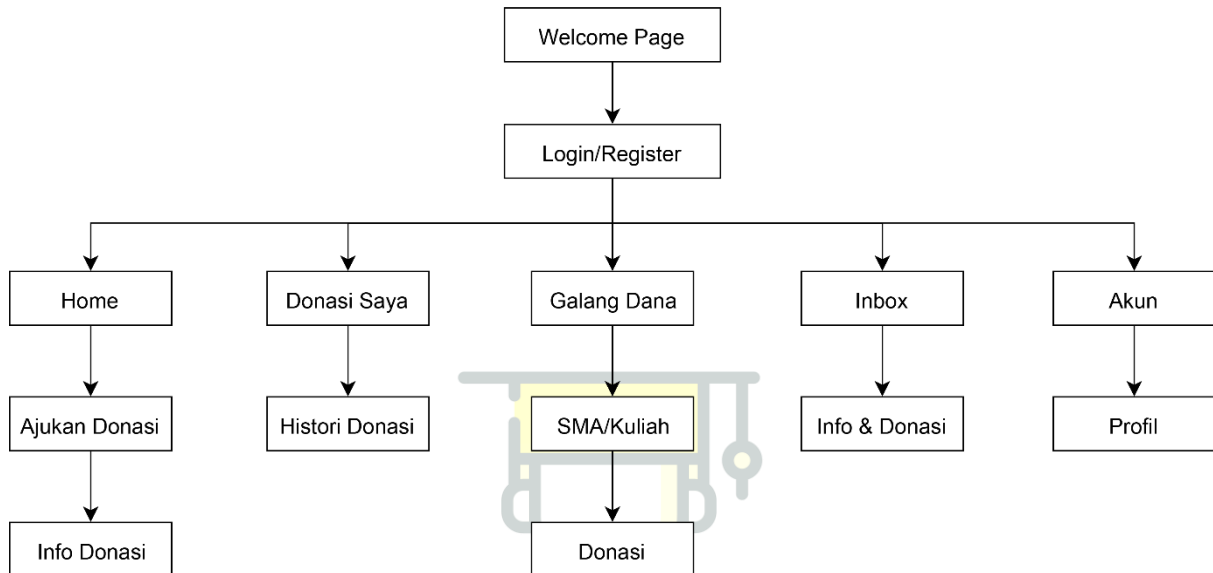 Welcome Page
Login/Register
Home
Donasi Saya
Galang Dana
Inbox
Akun
Ajukan Donasi
Histori Donasi
SMA/Kuliah
Info & Donasi
Profil
Info Donasi
Donasi